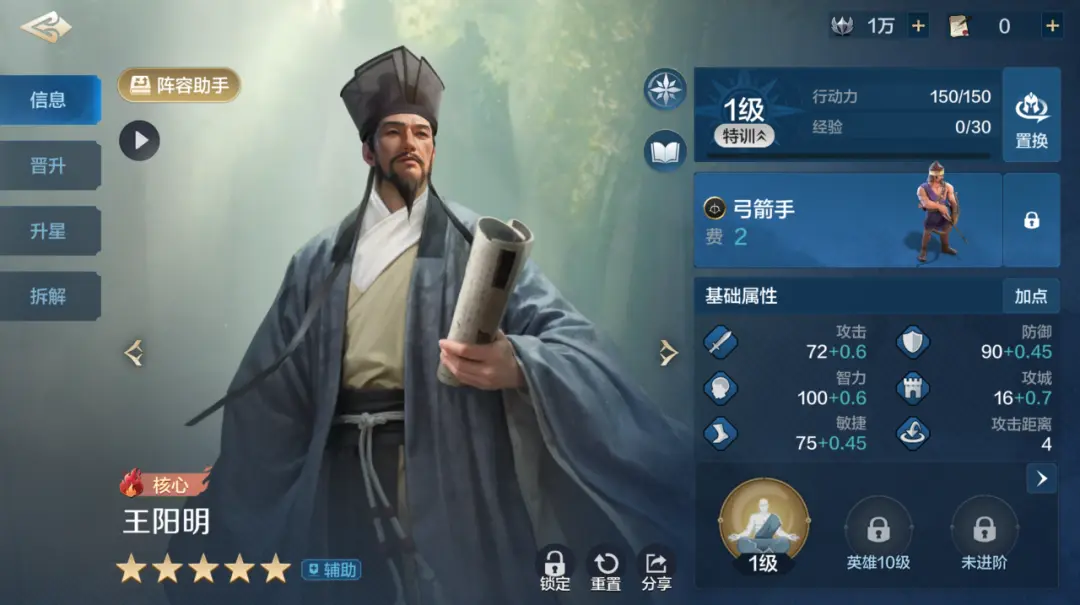 1万
0
信息
晋升
升星
拆解
阵容助手
核心
王阳明
辅助
锁定
重置
分享
1级
特训
行动力 150/150
经验 0/30
置换
弓箭手
费 2
基础属性
加点
攻击
72+0.6
防御
90+0.45
智力
100+0.6
攻城
16+0.7
敏捷
75+0.45
攻击距离
4
1级
英雄10级
未进阶